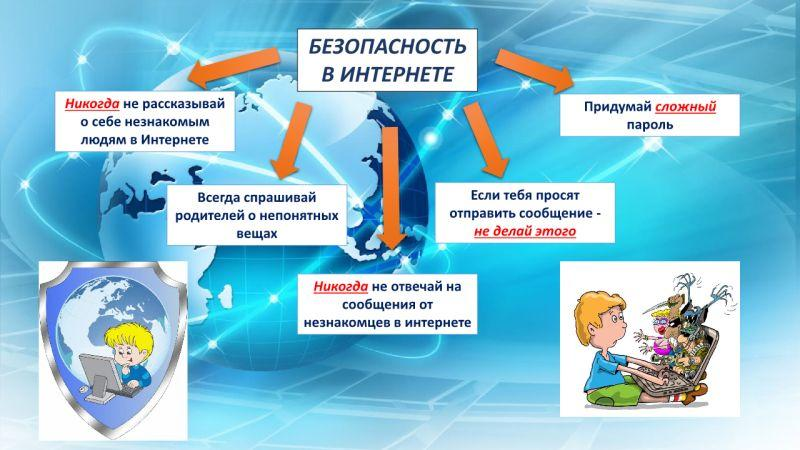 БЕЗОПАСНОСТЬ
В ИНТЕРНЕТЕ
Никогда не рассказывай
о себе незнакомым
людям в Интернете
Придумай сложный
пароль
Всегда спрашивай
родителей о непонятных
вещах
Если тебя просят
отправить сообщение -
не делай этого
Никогда не отвечай на
сообщения от
незнакомцев в интернете